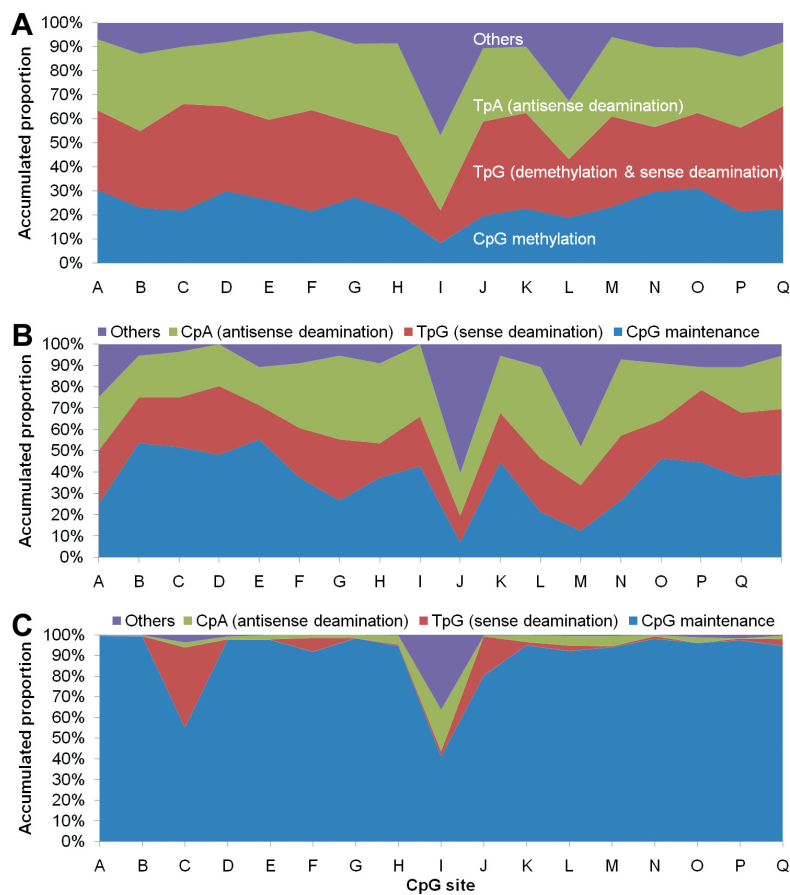 A
Accumulated proportion
100%
90%
80%
70%
60%
50%
40%
30%
20%
10%
0%
Others
TpA (antisense deamination)
TpG (demethylation & sense deamination)
CpG methylation
A B C D E F G H I J K L M N O P Q
B
Others CpA (antisense deamination) TpG (sense deamination) CpG maintenance
Accumulated proportion
100%
90%
80%
70%
60%
50%
40%
30%
20%
10%
0%
A B C D E F G H I J K L M N O P Q
C
Others CpA (antisense deamination) TpG (sense deamination) CpG maintenance
Accumulated proportion
100%
90%
80%
70%
60%
50%
40%
30%
20%
10%
0%
A B C D E F G H I J K L M N O P Q
CpG site